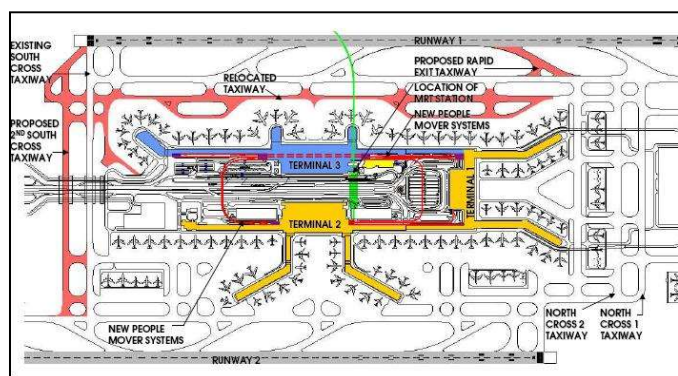 RUNWAY 1
EXISTING
SOUTH
CROSS
TAXIWAY
PROPOSED RAPID
EXIT TAXIWAY
RELOCATED
TAXIWAY
LOCATION OF
MRT STATION
NEW PEOPLE
MOVER SYSTEMS
PROPOSED
2ND SOUTH
CROSS
TAXIWAY
TERMINAL 3
TERMINAL 1
TERMINAL 2
NEW PEOPLE
MOVER SYSTEMS
NORTH
CROSS 2
TAXIWAY
NORTH
CROSS 1
TAXIWAY
RUNWAY 2